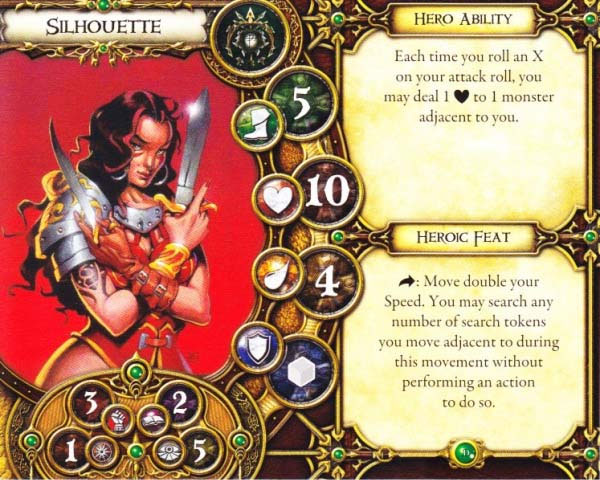 SILHOUETTE
5
10
4
3
2
1
5
HERO ABILITY
Each time you roll an X
on your attack roll, you
may deal 1 ♥ to 1 monster
adjacent to you.
HEROIC FEAT
: Move double your
Speed. You may search any
number of search tokens
you move adjacent to during
this movement without
performing an action
to do so.